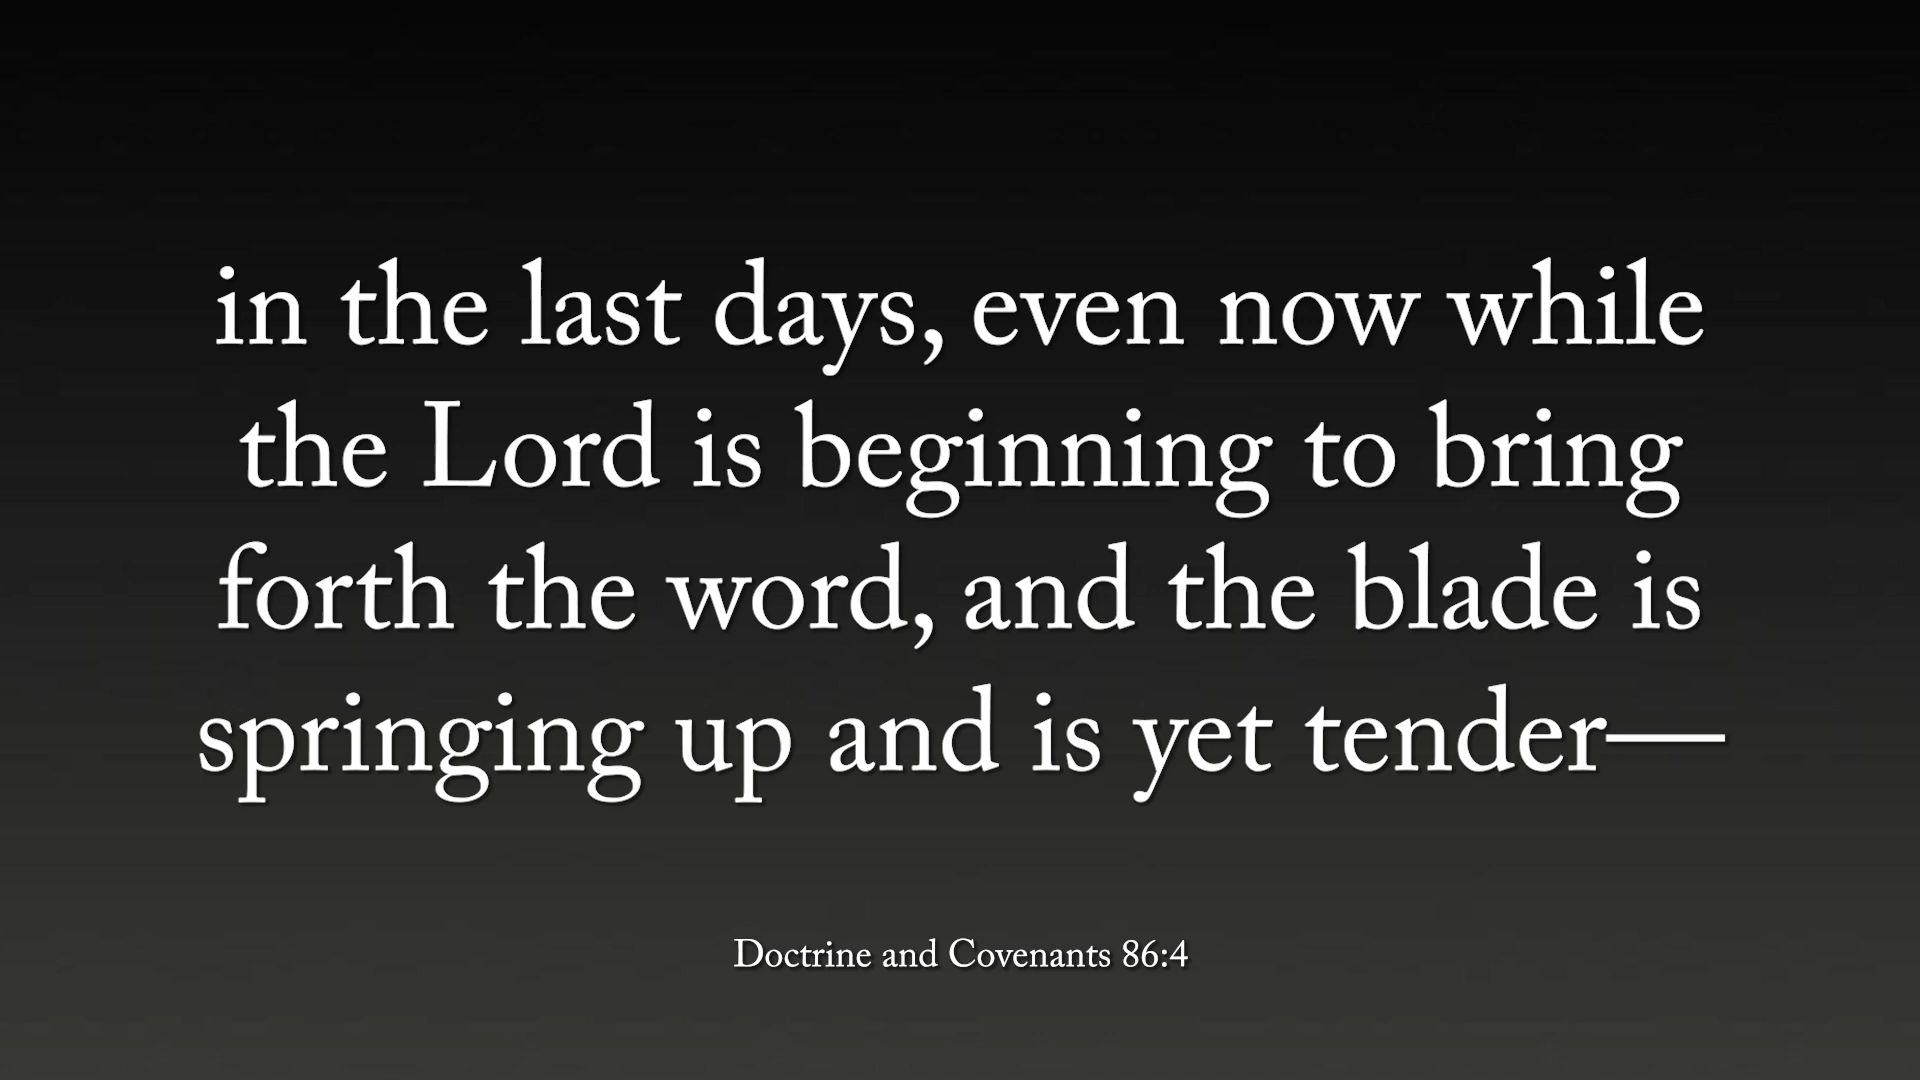 in the last days, even now while
the Lord is beginning to bring
forth the word, and the blade is
springing up and is yet tender—
Doctrine and Covenants 86:4